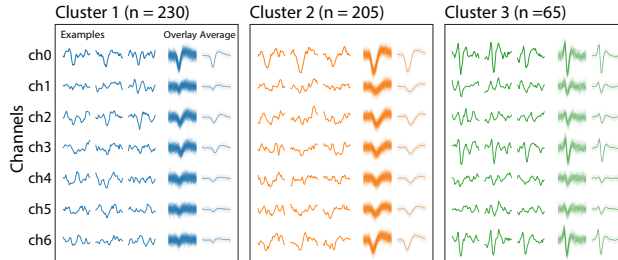 Cluster 1 (n = 230)
Cluster 2 (n = 205)
Cluster 3 (n=65)
Examples
Overlay Average
Channels
ch0
ch1
ch2
ch3
ch4
ch5
ch6